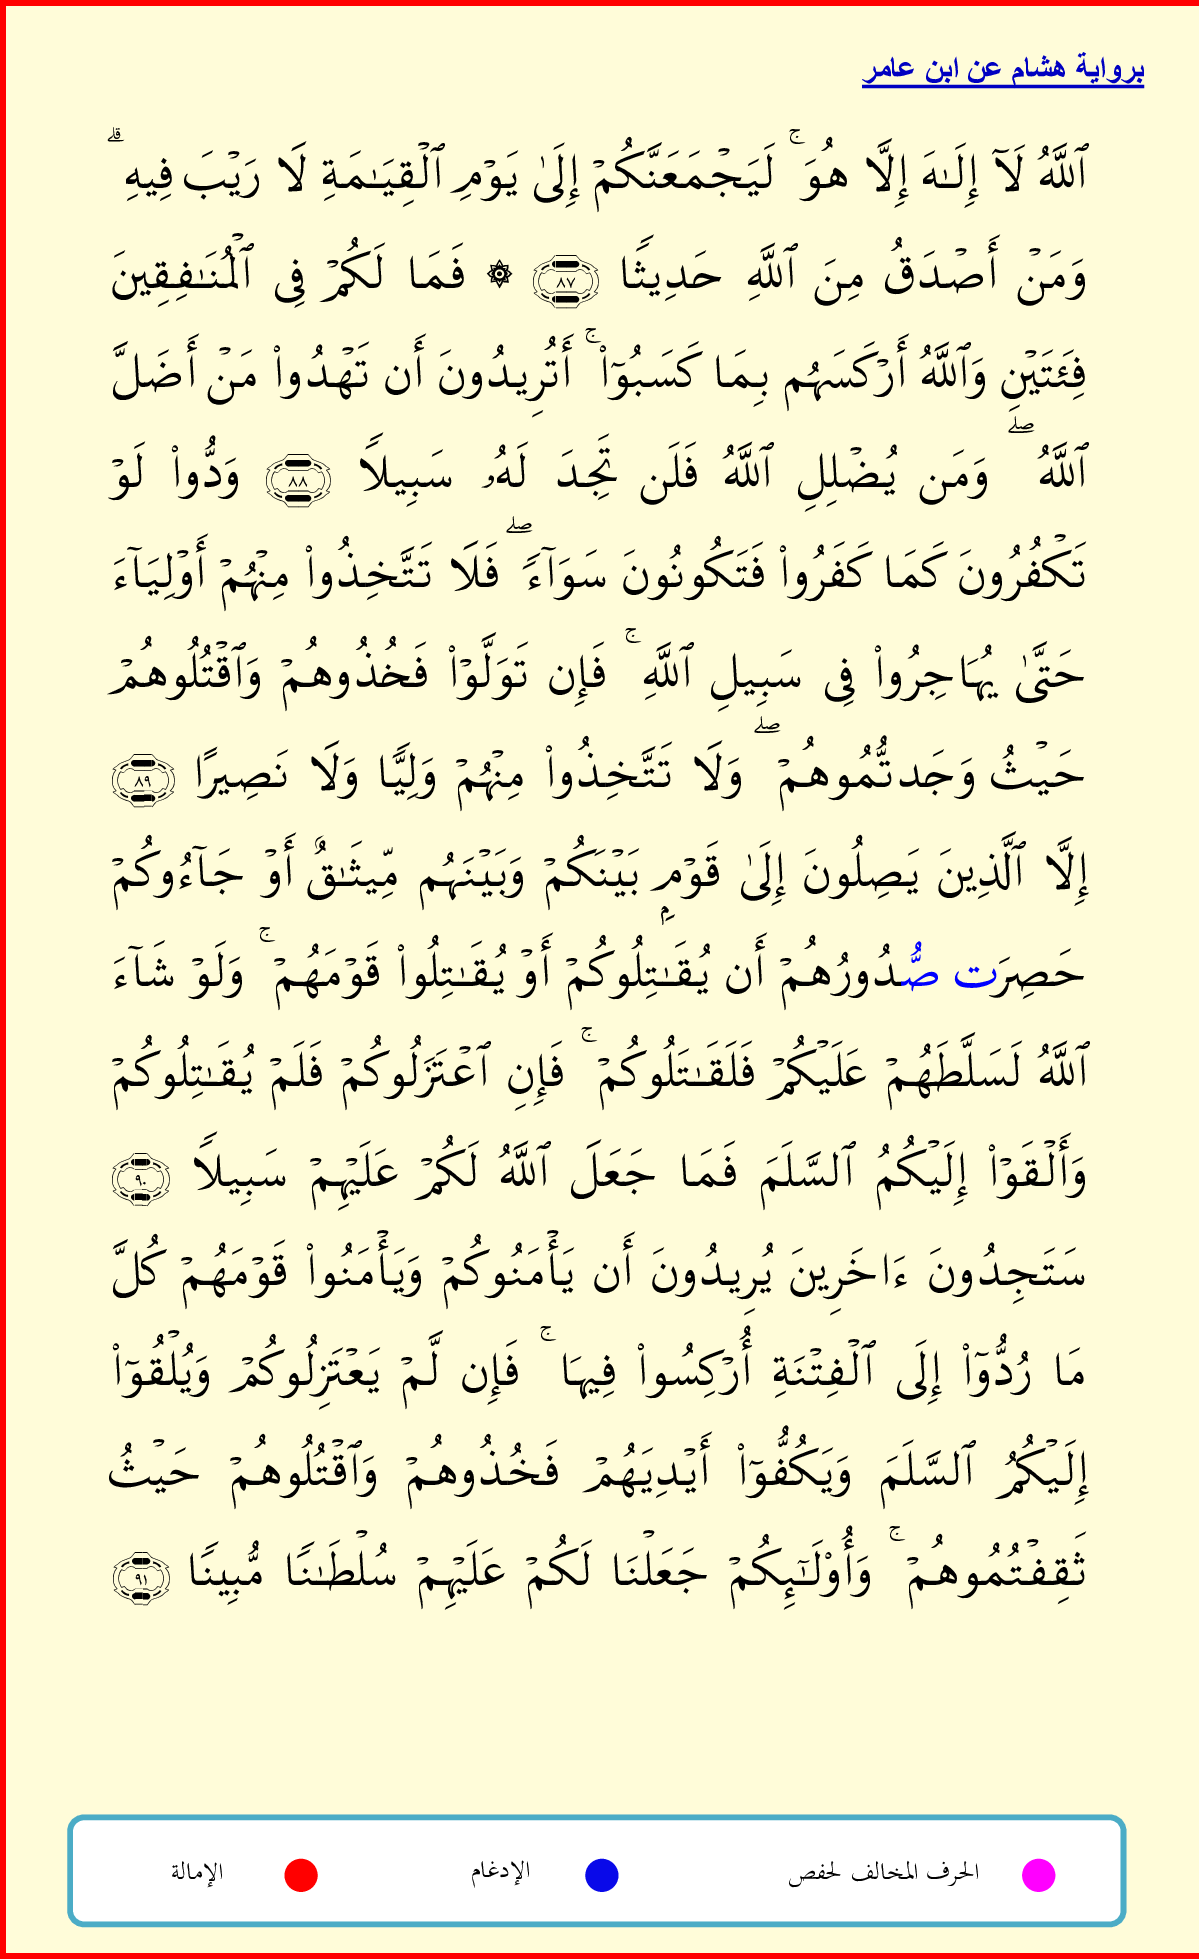 برواية هشام عن ابن عامر
ٱللَّهُ لَآ إِلَـٰهَ إِلَّا هُوَ ۚ لَيَجْمَعَنَّكُمْ إِلَىٰ يَوْمِ ٱلْقِيَـٰمَةِ لَا رَيْبَ فِيهِ ۗ
وَمَنْ أَصْدَقُ مِنَ ٱللَّهِ حَدِيثًا ٨٧ ۞ فَمَا لَكُمْ فِى ٱلْمُنَـٰفِقِينَ
فِئَتَيْنِ وَٱللَّهُ أَرْكَسَهُم بِمَا كَسَبُوٓا۟ ۚ أَتُرِيدُونَ أَن تَهْدُوا۟ مَنْ أَضَلَّ
ٱللَّهُ ۖ وَمَن يُضْلِلِ ٱللَّهُ فَلَن تَجِدَ لَهُۥ سَبِيلًا ٨٨ وَدُّوا۟ لَوْ
تَكْفُرُونَ كَمَا كَفَرُوا۟ فَتَكُونُونَ سَوَآءً ۖ فَلَا تَتَّخِذُوا۟ مِنْهُمْ أَوْلِيَآءَ
حَتَّىٰ يُهَاجِرُوا۟ فِى سَبِيلِ ٱللَّهِ ۚ فَإِن تَوَلَّوْا۟ فَخُذُوهُمْ وَٱقْتُلُوهُمْ
حَيْثُ وَجَدتُّمُوهُمْ ۖ وَلَا تَتَّخِذُوا۟ مِنْهُمْ وَلِيًّا وَلَا نَصِيرًا ٨٩
إِلَّا ٱلَّذِينَ يَصِلُونَ إِلَىٰ قَوْمٍۭ بَيْنَكُمْ وَبَيْنَهُم مِّيثَـٰقٌ أَوْ جَآءُوكُمْ
حَصِرَت صُّدُورُهُمْ أَن يُقَـٰتِلُوكُمْ أَوْ يُقَـٰتِلُوا۟ قَوْمَهُمْ ۚ وَلَوْ شَآءَ
ٱللَّهُ لَسَلَّطَهُمْ عَلَيْكُمْ فَلَقَـٰتَلُوكُمْ ۚ فَإِنِ ٱعْتَزَلُوكُمْ فَلَمْ يُقَـٰتِلُوكُمْ
وَأَلْقَوْا۟ إِلَيْكُمُ ٱلسَّلَمَ فَمَا جَعَلَ ٱللَّهُ لَكُمْ عَلَيْهِمْ سَبِيلًا ٩٠
سَتَجِدُونَ ءَاخَرِينَ يُرِيدُونَ أَن يَأْمَنُوكُمْ وَيَأْمَنُوا۟ قَوْمَهُمْ كُلَّ
مَا رُدُّوٓا۟ إِلَى ٱلْفِتْنَةِ أُرْكِسُوا۟ فِيهَا ۚ فَإِن لَّمْ يَعْتَزِلُوكُمْ وَيُلْقُوٓا۟
إِلَيْكُمُ ٱلسَّلَمَ وَيَكُفُّوٓا۟ أَيْدِيَهُمْ فَخُذُوهُمْ وَٱقْتُلُوهُمْ حَيْثُ
ثَقِفْتُمُوهُمْ ۚ وَأُو۟لَـٰٓئِكُمْ جَعَلْنَا لَكُمْ عَلَيْهِمْ سُلْطَـٰنًا مُّبِينًا ٩١
الحرف المخالف لحفص الإدغام الإمالة